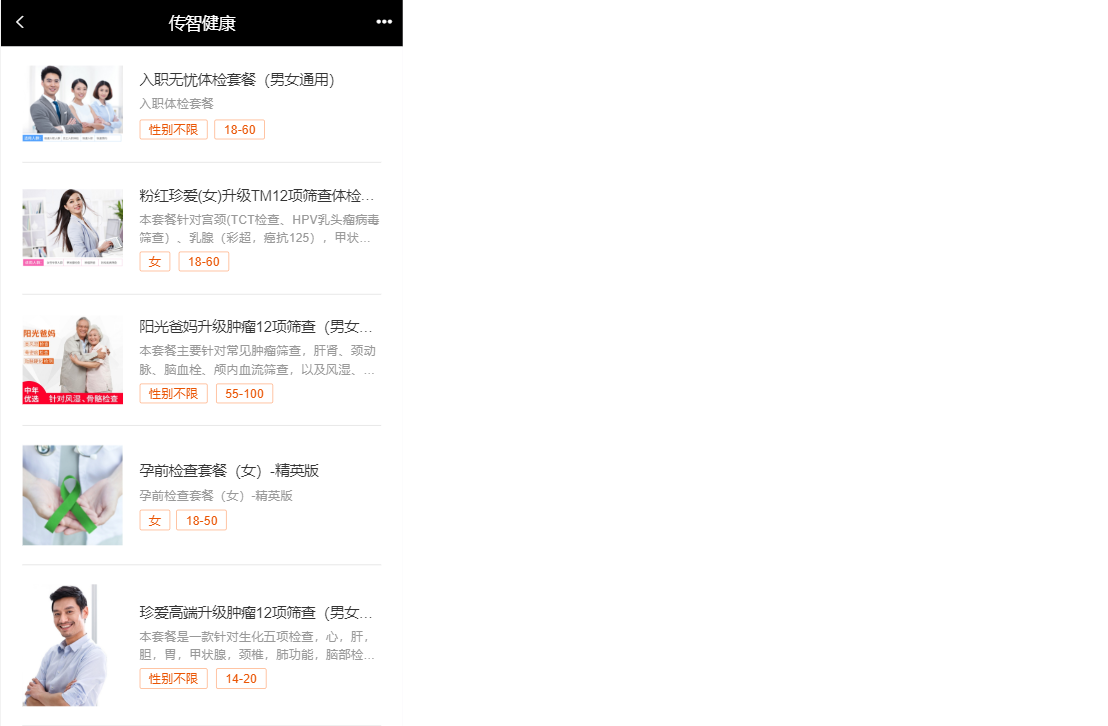 传智健康
入职无忧体检套餐（男女通用）
入职体检套餐
性别不限 18-60
粉红珍爱(女)升级TM12项筛查体检...
本套餐针对宫颈(TCT检查、HPV乳头瘤病毒
筛查）、乳腺（彩超，癌抗125），甲状...
女 18-60
阳光爸妈
中年
优选 针对风湿、骨骼检查
阳光爸妈升级肿瘤12项筛查（男女...
本套餐主要针对常见肿瘤筛查，肝肾、颈动
脉、脑血栓、颅内血流筛查，以及风湿、...
性别不限 55-100
孕前检查套餐（女）-精英版
孕前检查套餐（女）-精英版
女 18-50
珍爱高端升级肿瘤12项筛查（男女...
本套餐是一款针对生化五项检查，心，肝，
胆，胃，甲状腺，颈椎，肺功能，脑部检...
性别不限 14-20